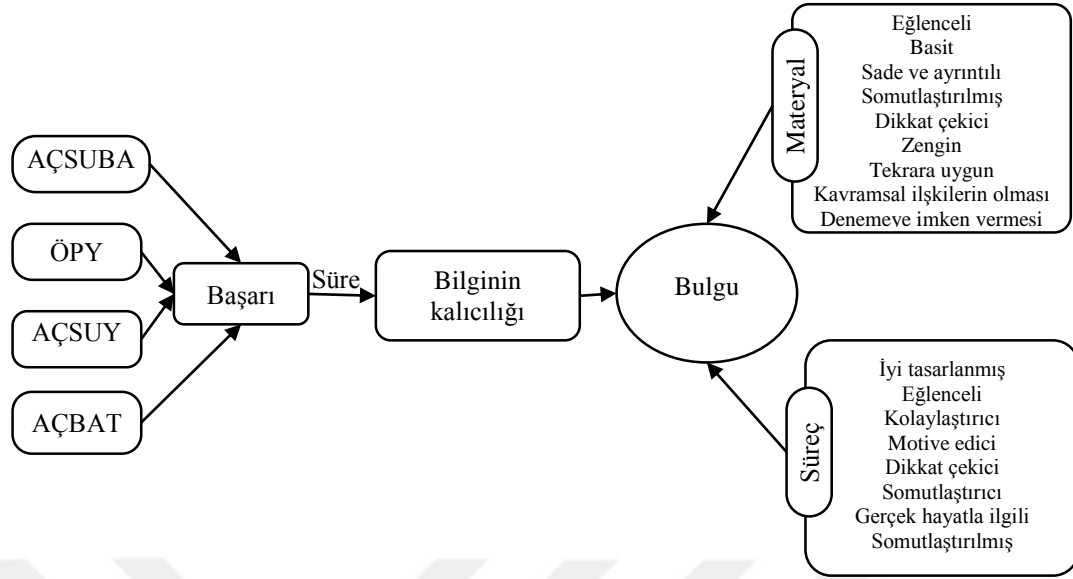 AÇSUBA
ÖPY
AÇSUY
AÇBAT
Başarı
Süre
Bilginin
kalıcılığı
Bulgu
Materyal
Eğlenceli
Basit
Sade ve ayrıntılı
Somutlaştırılmış
Dikkat çekici
Zengin
Tekrara uygun
Kavramsal ilşkilerin olması
Denemeye imken vermesi
Süreç
İyi tasarlanmış
Eğlenceli
Kolaylaştırıcı
Motive edici
Dikkat çekici
Somutlaştırıcı
Gerçek hayatla ilgili
Somutlaştırılmış